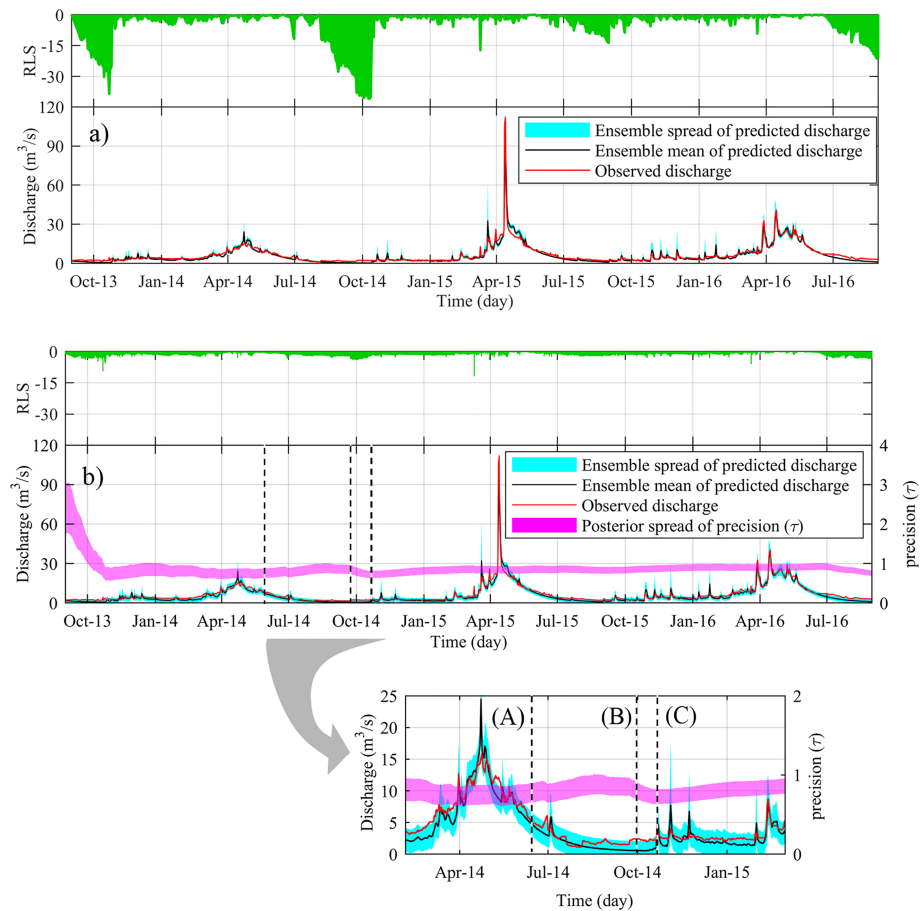 0
-15
-30
RLS
120
90
60
30
0
Discharge (m3/s)
a)
Ensemble spread of predicted discharge
Ensemble mean of predicted discharge
Observed discharge
Oct-13 Jan-14 Apr-14 Jul-14 Oct-14 Jan-15 Apr-15 Jul-15 Oct-15 Jan-16 Apr-16 Jul-16
Time (day)
0
-15
-30
RLS
120
90
60
30
0
Discharge (m3/s)
b)
Ensemble spread of predicted discharge
Ensemble mean of predicted discharge
Observed discharge
Posterior spread of precision (τ)
4
3
2
1
0
precision (τ)
Oct-13 Jan-14 Apr-14 Jul-14 Oct-14 Jan-15 Apr-15 Jul-15 Oct-15 Jan-16 Apr-16 Jul-16
Time (day)
25
20
15
10
5
0
Discharge (m3/s)
(A) (B) (C)
2
1
0
precision (τ)
Apr-14 Jul-14 Oct-14 Jan-15
Time (day)